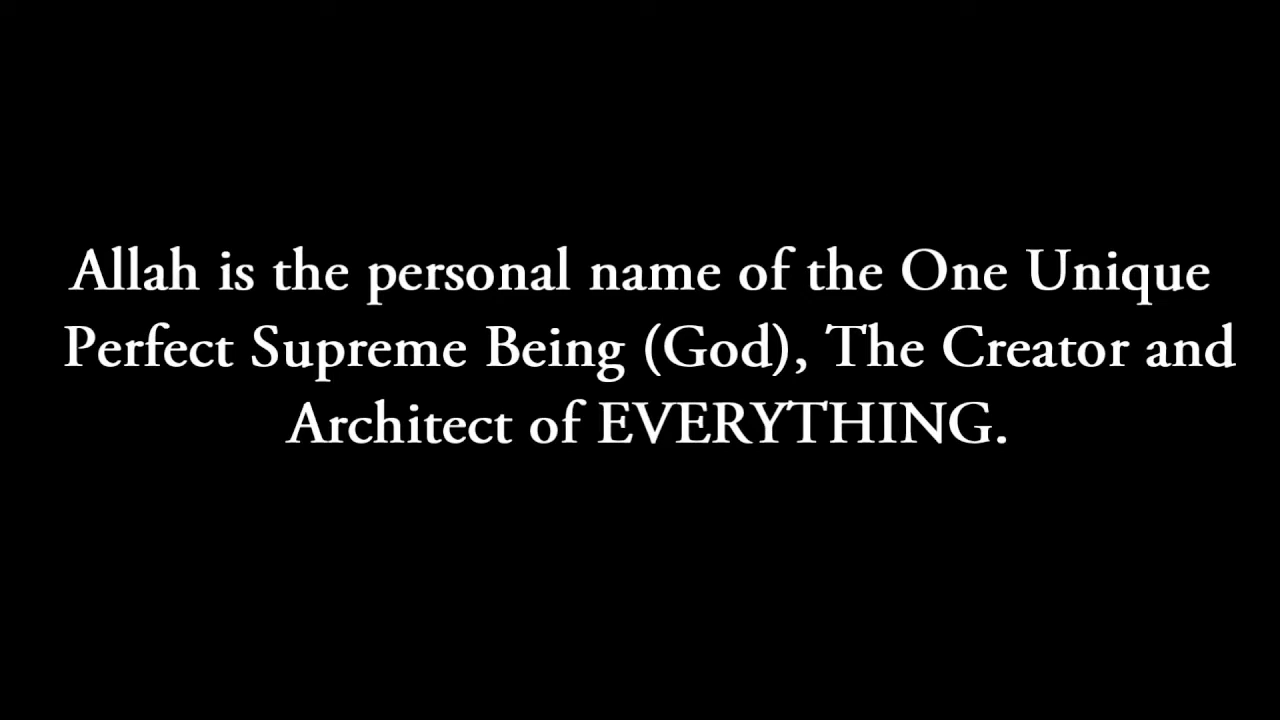 Allah is the personal name of the One Unique
Perfect Supreme Being (God), The Creator and
Architect of EVERYTHING.